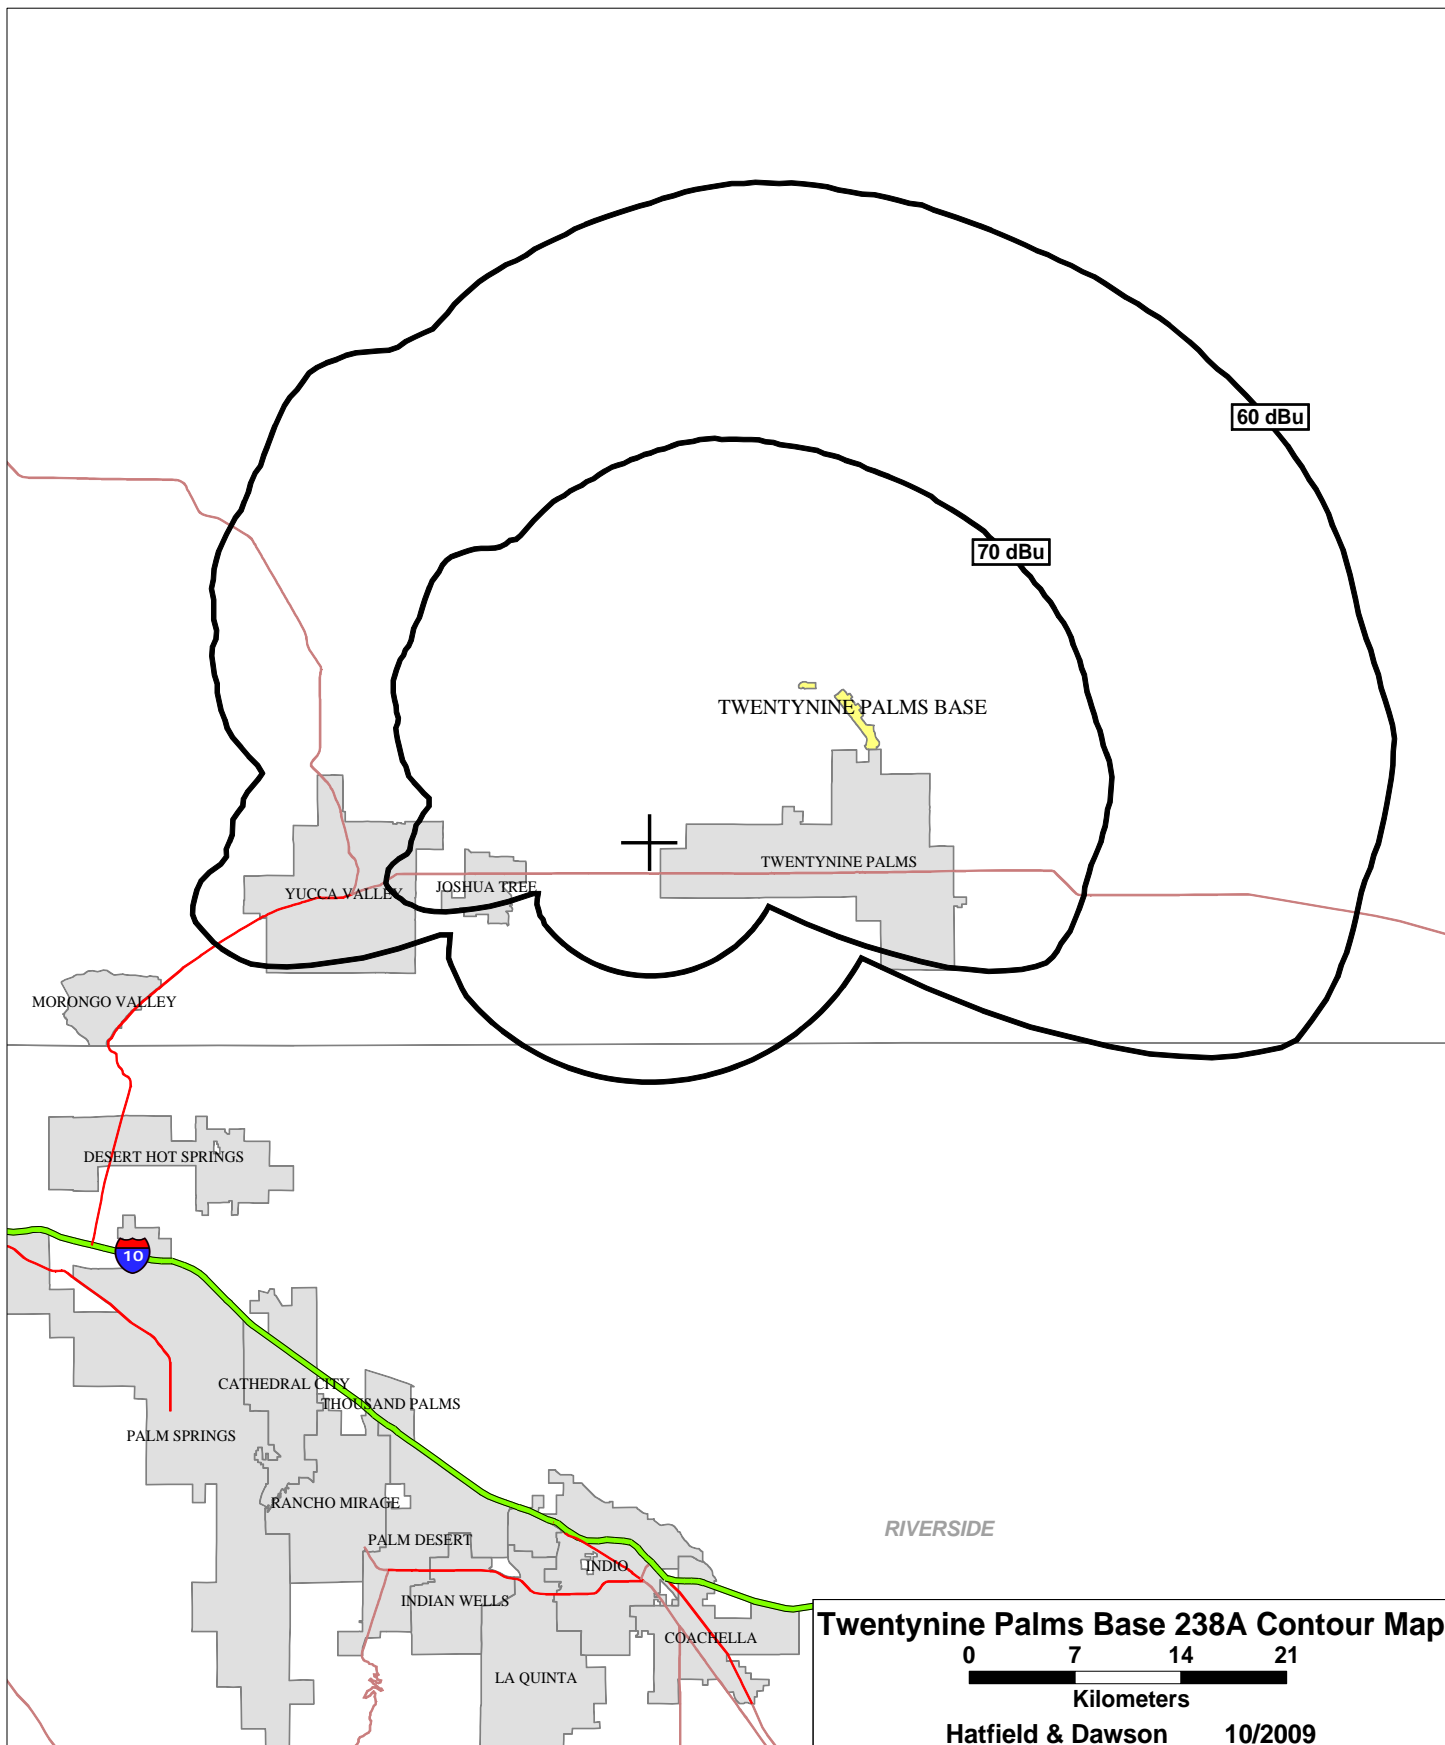 60 dBu
70 dBu
TWENTYNINE PALMS BASE
TWENTYNINE PALMS
YUCCA VALLEY
JOSHUA TREE
MORONGO VALLEY
DESERT HOT SPRINGS
10
CATHEDRAL CITY
THOUSAND PALMS
PALM SPRINGS
RANCHO MIRAGE
RIVERSIDE
PALM DESERT
INDIO
INDIAN WELLS
COACHELLA
LA QUINTA
Twentynine Palms Base 238A Contour Map
0 7 14 21
Kilometers
Hatfield & Dawson 10/2009